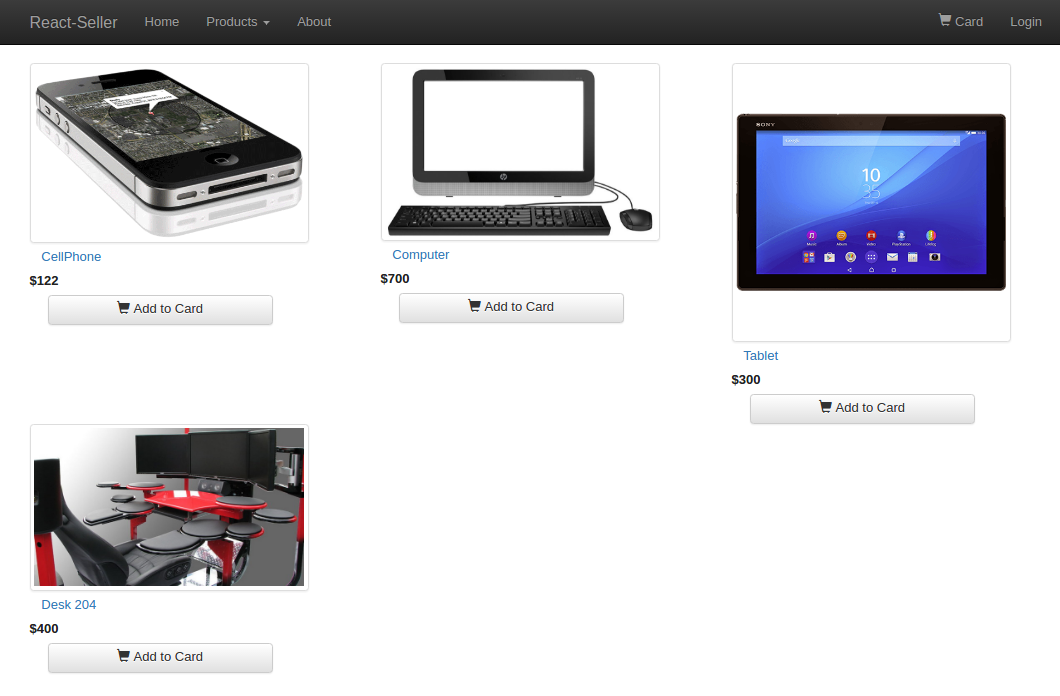 React-Seller Home Products About Card Login
CellPhone
$122
Add to Card
Computer
$700
Add to Card
SONY
10
35
Tablet
$300
Add to Card
Desk 204
$400
Add to Card